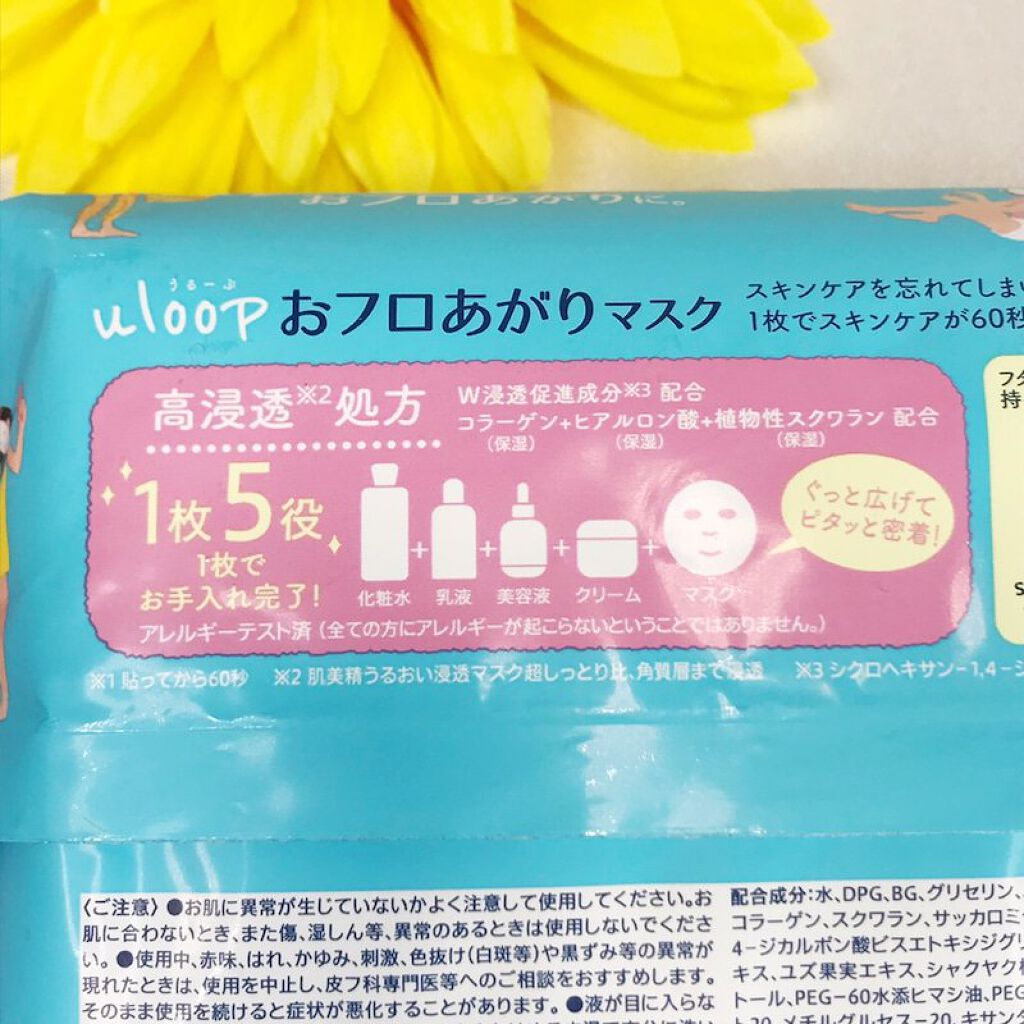 おフロあがりに。
うるーぷ
uloop おフロあがりマスク
スキンケアを忘れてしまい
1枚でスキンケアが60秒
高浸透※2処方
W浸透促進成分※3 配合
コラーゲン+ヒアルロン酸+植物性スクワラン 配合
(保湿) (保湿) (保湿)
1枚5役
1枚で
お手入れ完了!
+ + + +
化粧水 乳液 美容液 クリーム マスク
ぐっと広げて
ピタッと密着!
アレルギーテスト済(全ての方にアレルギーが起こらないということではありません。)
※1 貼ってから60秒 ※2 肌美精うるおい浸透マスク超しっとり比、角質層まで浸透 ※3 シクロヘキサン-1,4-ジ
フタ
持
S
〈ご注意〉●お肌に異常が生じていないかよく注意して使用してください。お
肌に合わないとき、また傷、湿しん等、異常のあるときは使用しないでくださ
い。●使用中、赤味、はれ、かゆみ、刺激、色抜け(白斑等)や黒ずみ等の異常が
現れたときは、使用を中止し、皮フ科専門医等へのご相談をおすすめします。
そのまま使用を続けると症状が悪化することがあります。●液が目に入らな
配合成分:水、DPG、BG、グリセリン、
コラーゲン、スクワラン、サッカロミ
4-ジカルボン酸ビスエトキシジグリ
キス、ユズ果実エキス、シャクヤク
トール、PEG-60水添ヒマシ油、PEG
ト20、メチルグルセス-20、キサンタ